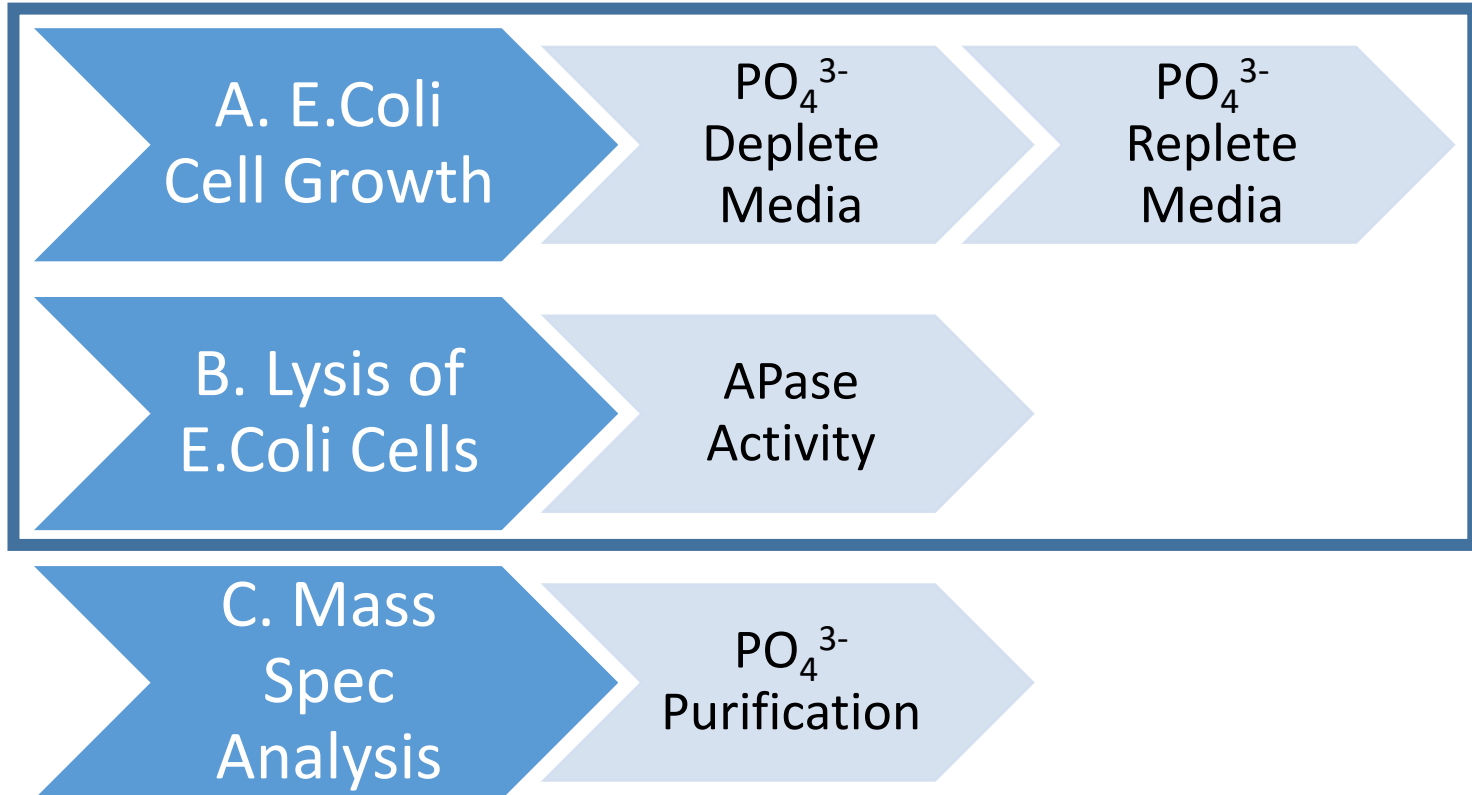 A. E.Coli
Cell Growth
PO₄³⁻
Deplete
Media
PO₄³⁻
Replete
Media
B. Lysis of
E.Coli Cells
APase
Activity
C. Mass
Spec
Analysis
PO₄³⁻
Purification